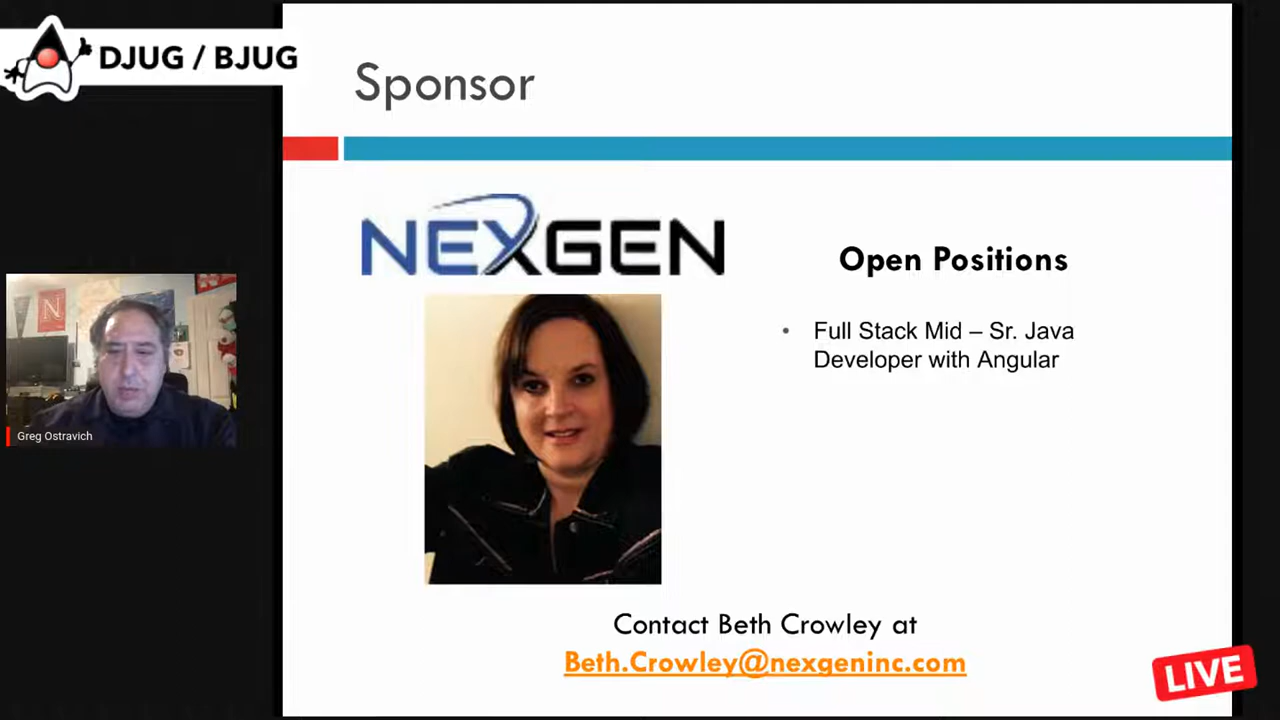 DJUG / BJUG
Sponsor
NEXGEN
Open Positions
• Full Stack Mid – Sr. Java
Developer with Angular
N
Greg Ostravich
Contact Beth Crowley at
Beth.Crowley@nexgeninc.com
LIVE